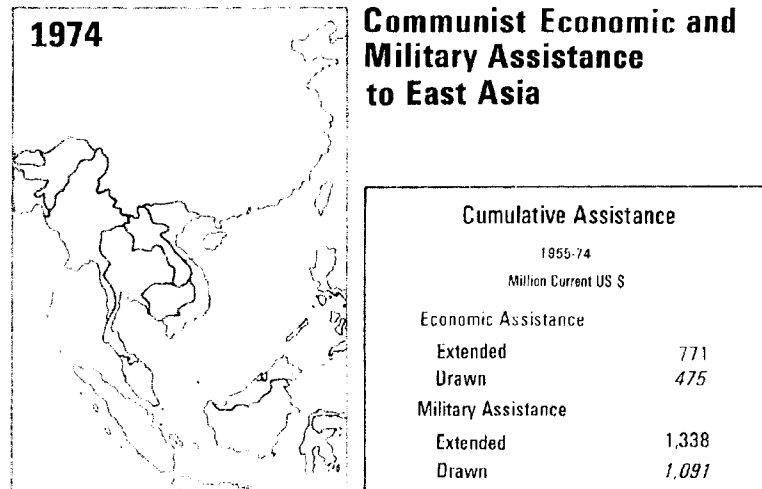 1974
Communist Economic and
Military Assistance
to East Asia
Cumulative Assistance
1955-74
Million Current US $
Economic Assistance
Extended 771
Drawn 475
Military Assistance
Extended 1,338
Drawn 1,091